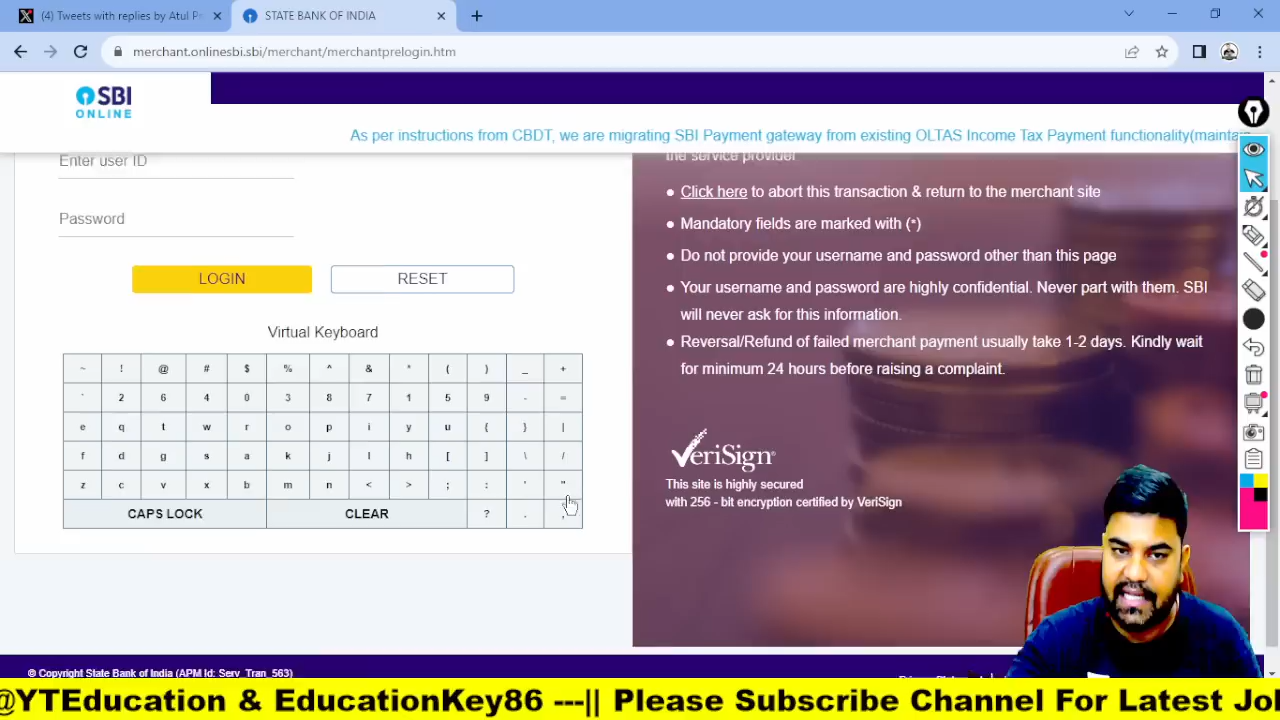 (4) Tweets with replies by Atul P
STATE BANK OF INDIA
merchant.onlinesbi.sbi/merchant/merchantprelogin.htm
SBI
ONLINE
As per instructions from CBDT, we are migrating SBI Payment gateway from existing OLTAS Income Tax Payment functionality(mainta
Enter user ID
Password
LOGIN RESET
Virtual Keyboard
~ ! @ # $ % ^ & * ( ) _ +
` 2 6 4 0 3 8 7 1 5 9 - =
e q t w r o p i y u { } |
f d g s a k j l h [ ] \ /
z c v x b m n < > ; : ' "
CAPS LOCK CLEAR ? .
the service provider
● Click here to abort this transaction & return to the merchant site
● Mandatory fields are marked with (*)
● Do not provide your username and password other than this page
● Your username and password are highly confidential. Never part with them. SBI
will never ask for this information.
● Reversal/Refund of failed merchant payment usually take 1-2 days. Kindly wait
for minimum 24 hours before raising a complaint.
VeriSign
This site is highly secured
with 256 - bit encryption certified by VeriSign
© Copyright State Bank of India (APM Id: Serv_Tran_563)
@YTEducation & EducationKey86 ---|| Please Subscribe Channel For Latest Jo